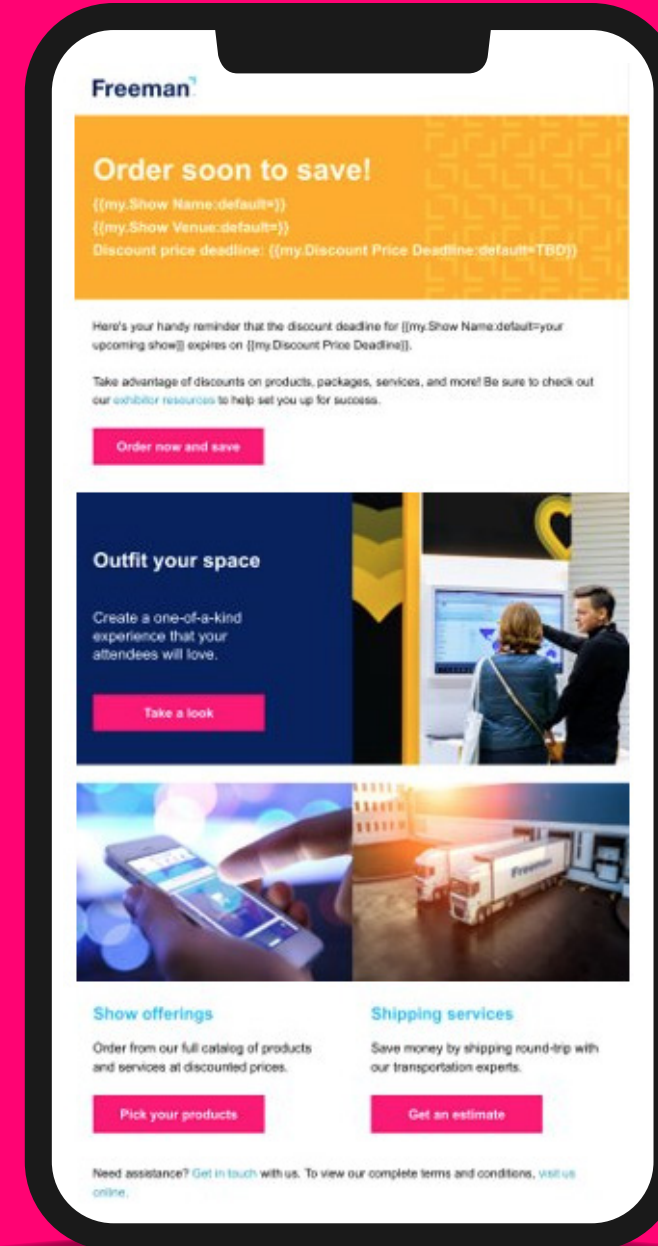 Freeman
Order soon to save!
{{my.Show Name:default=}}
{{my.Show Venue:default=}}
Discount price deadline: {{my.Discount Price Deadline:default=TBD}}
Here's your handy reminder that the discount deadline for {{my.Show Name:default=your
upcoming show}} expires on {{my.Discount Price Deadline}}.
Take advantage of discounts on products, packages, services, and more! Be sure to check out
our exhibitor resources to help set you up for success.
Order now and save
Outfit your space
Create a one-of-a-kind
experience that your
attendees will love.
Take a look
Freeman
Show offerings
Shipping services
Order from our full catalog of products
and services at discounted prices.
Save money by shipping round-trip with
our transportation experts.
Pick your products
Get an estimate
Need assistance? Get in touch with us. To view our complete terms and conditions, visit us
online.